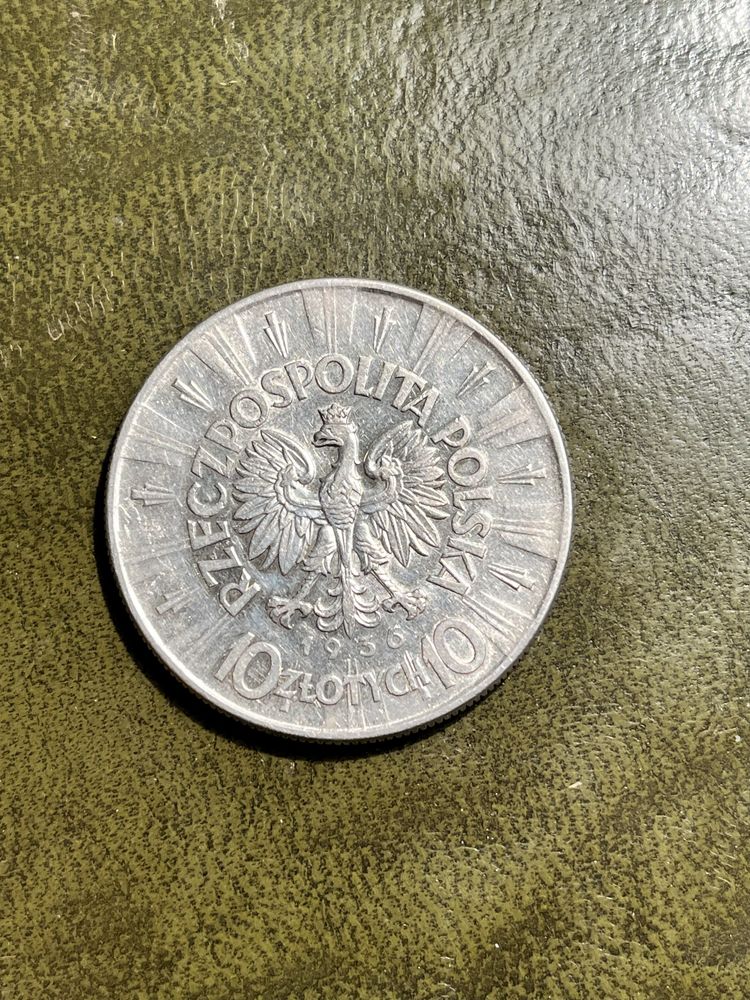 RZECZPOSPOLITA POLSKA
1936
10 ZŁOTYCH 10